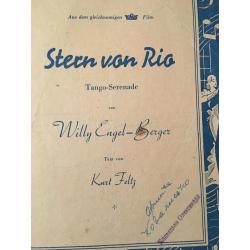 Aus dem gleichnamigen Film
Stern von Rio
Tango-Serenade
von
Willy Engel-Berger
Text von
Kurt Feltz